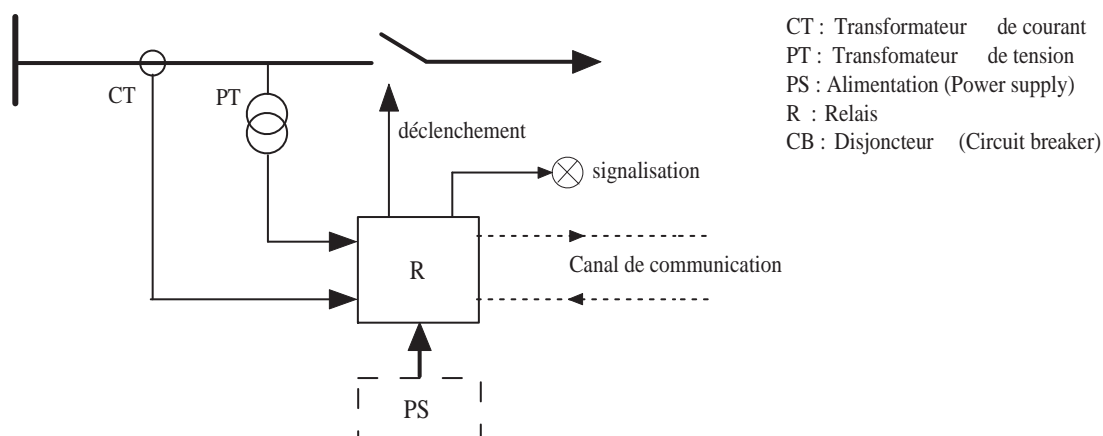 CT : Transformateur de courant
PT : Transfomateur de tension
PS : Alimentation (Power supply)
R : Relais
CB : Disjoncteur (Circuit breaker)
CT
PT
déclenchement
signalisation
R
Canal de communication
PS